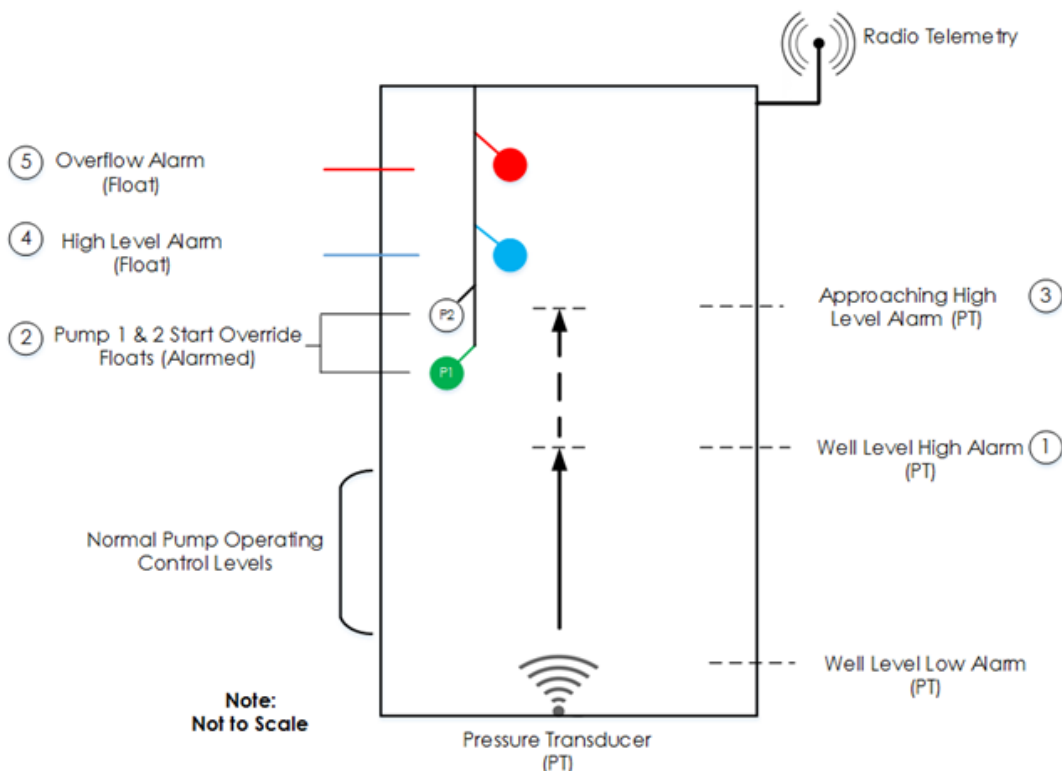 Radio Telemetry
5 Overflow Alarm
(Float)
4 High Level Alarm
(Float)
Approaching High 3
Level Alarm (PT)
P2
2 Pump 1 & 2 Start Override
Floats (Alarmed)
P1
Well Level High Alarm 1
(PT)
Normal Pump Operating
Control Levels
Well Level Low Alarm
(PT)
Note:
Not to Scale
Pressure Transducer
(PT)